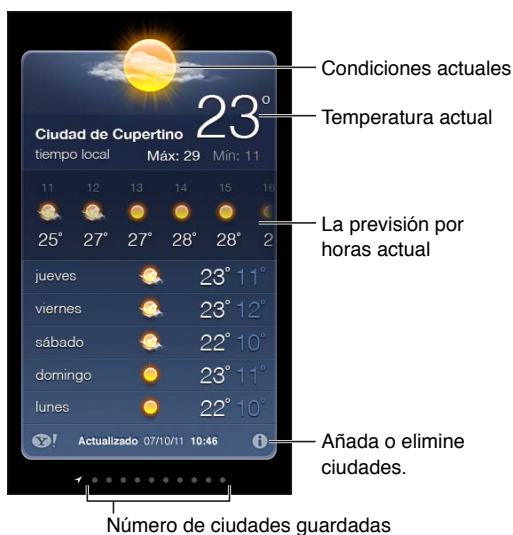 Condiciones actuales
23°
Temperatura actual
Ciudad de Cupertino
tiempo local
Máx: 29 Mín: 11
11 12 13 14 15 16
25° 27° 27° 28° 28° 2
La previsión por
horas actual
jueves 23° 11°
viernes 23° 12°
sábado 22° 10°
domingo 23° 11°
lunes 22° 10°
Y! Actualizado 07/10/11 10:46 i
Añada o elimine
ciudades.
Número de ciudades guardadas